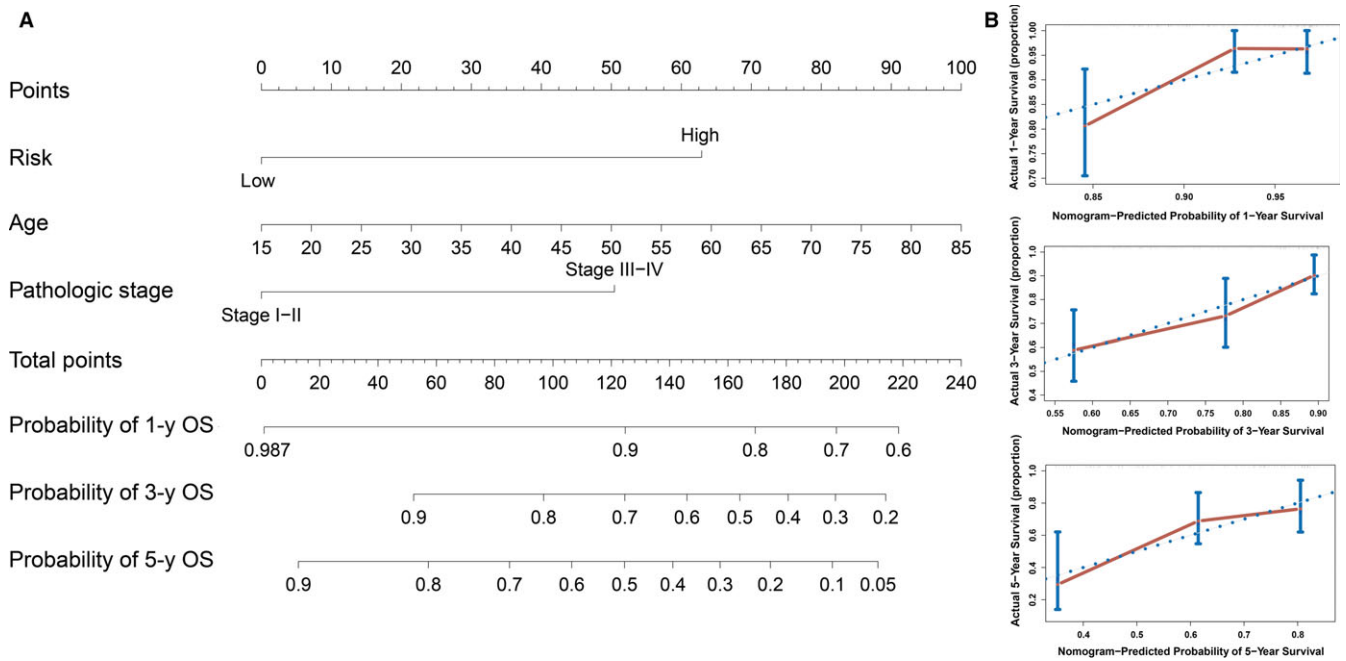 A
0 10 20 30 40 50 60 70 80 90 100
Points
High
Risk
Low
Age
15 20 25 30 35 40 45 50 55 60 65 70 75 80 85
Stage III−IV
Pathologic stage
Stage I−II
Total points
0 20 40 60 80 100 120 140 160 180 200 220 240
Probability of 1-y OS
0.987 0.9 0.8 0.7 0.6
Probability of 3-y OS
0.9 0.8 0.7 0.6 0.5 0.4 0.3 0.2
Probability of 5-y OS
0.9 0.8 0.7 0.6 0.5 0.4 0.3 0.2 0.1 0.05
B
Actual 1−Year Survival (proportion)
0.70 0.75 0.80 0.85 0.90 0.95 1.00
0.85 0.90 0.95
Nomogram−Predicted Probability of 1−Year Survival
Actual 3−Year Survival (proportion)
0.4 0.5 0.6 0.7 0.8 0.9 1.0
0.55 0.60 0.65 0.70 0.75 0.80 0.85 0.90
Nomogram−Predicted Probability of 3−Year Survival
Actual 5−Year Survival (proportion)
0.2 0.4 0.6 0.8 1.0
0.4 0.5 0.6 0.7 0.8
Nomogram−Predicted Probability of 5−Year Survival